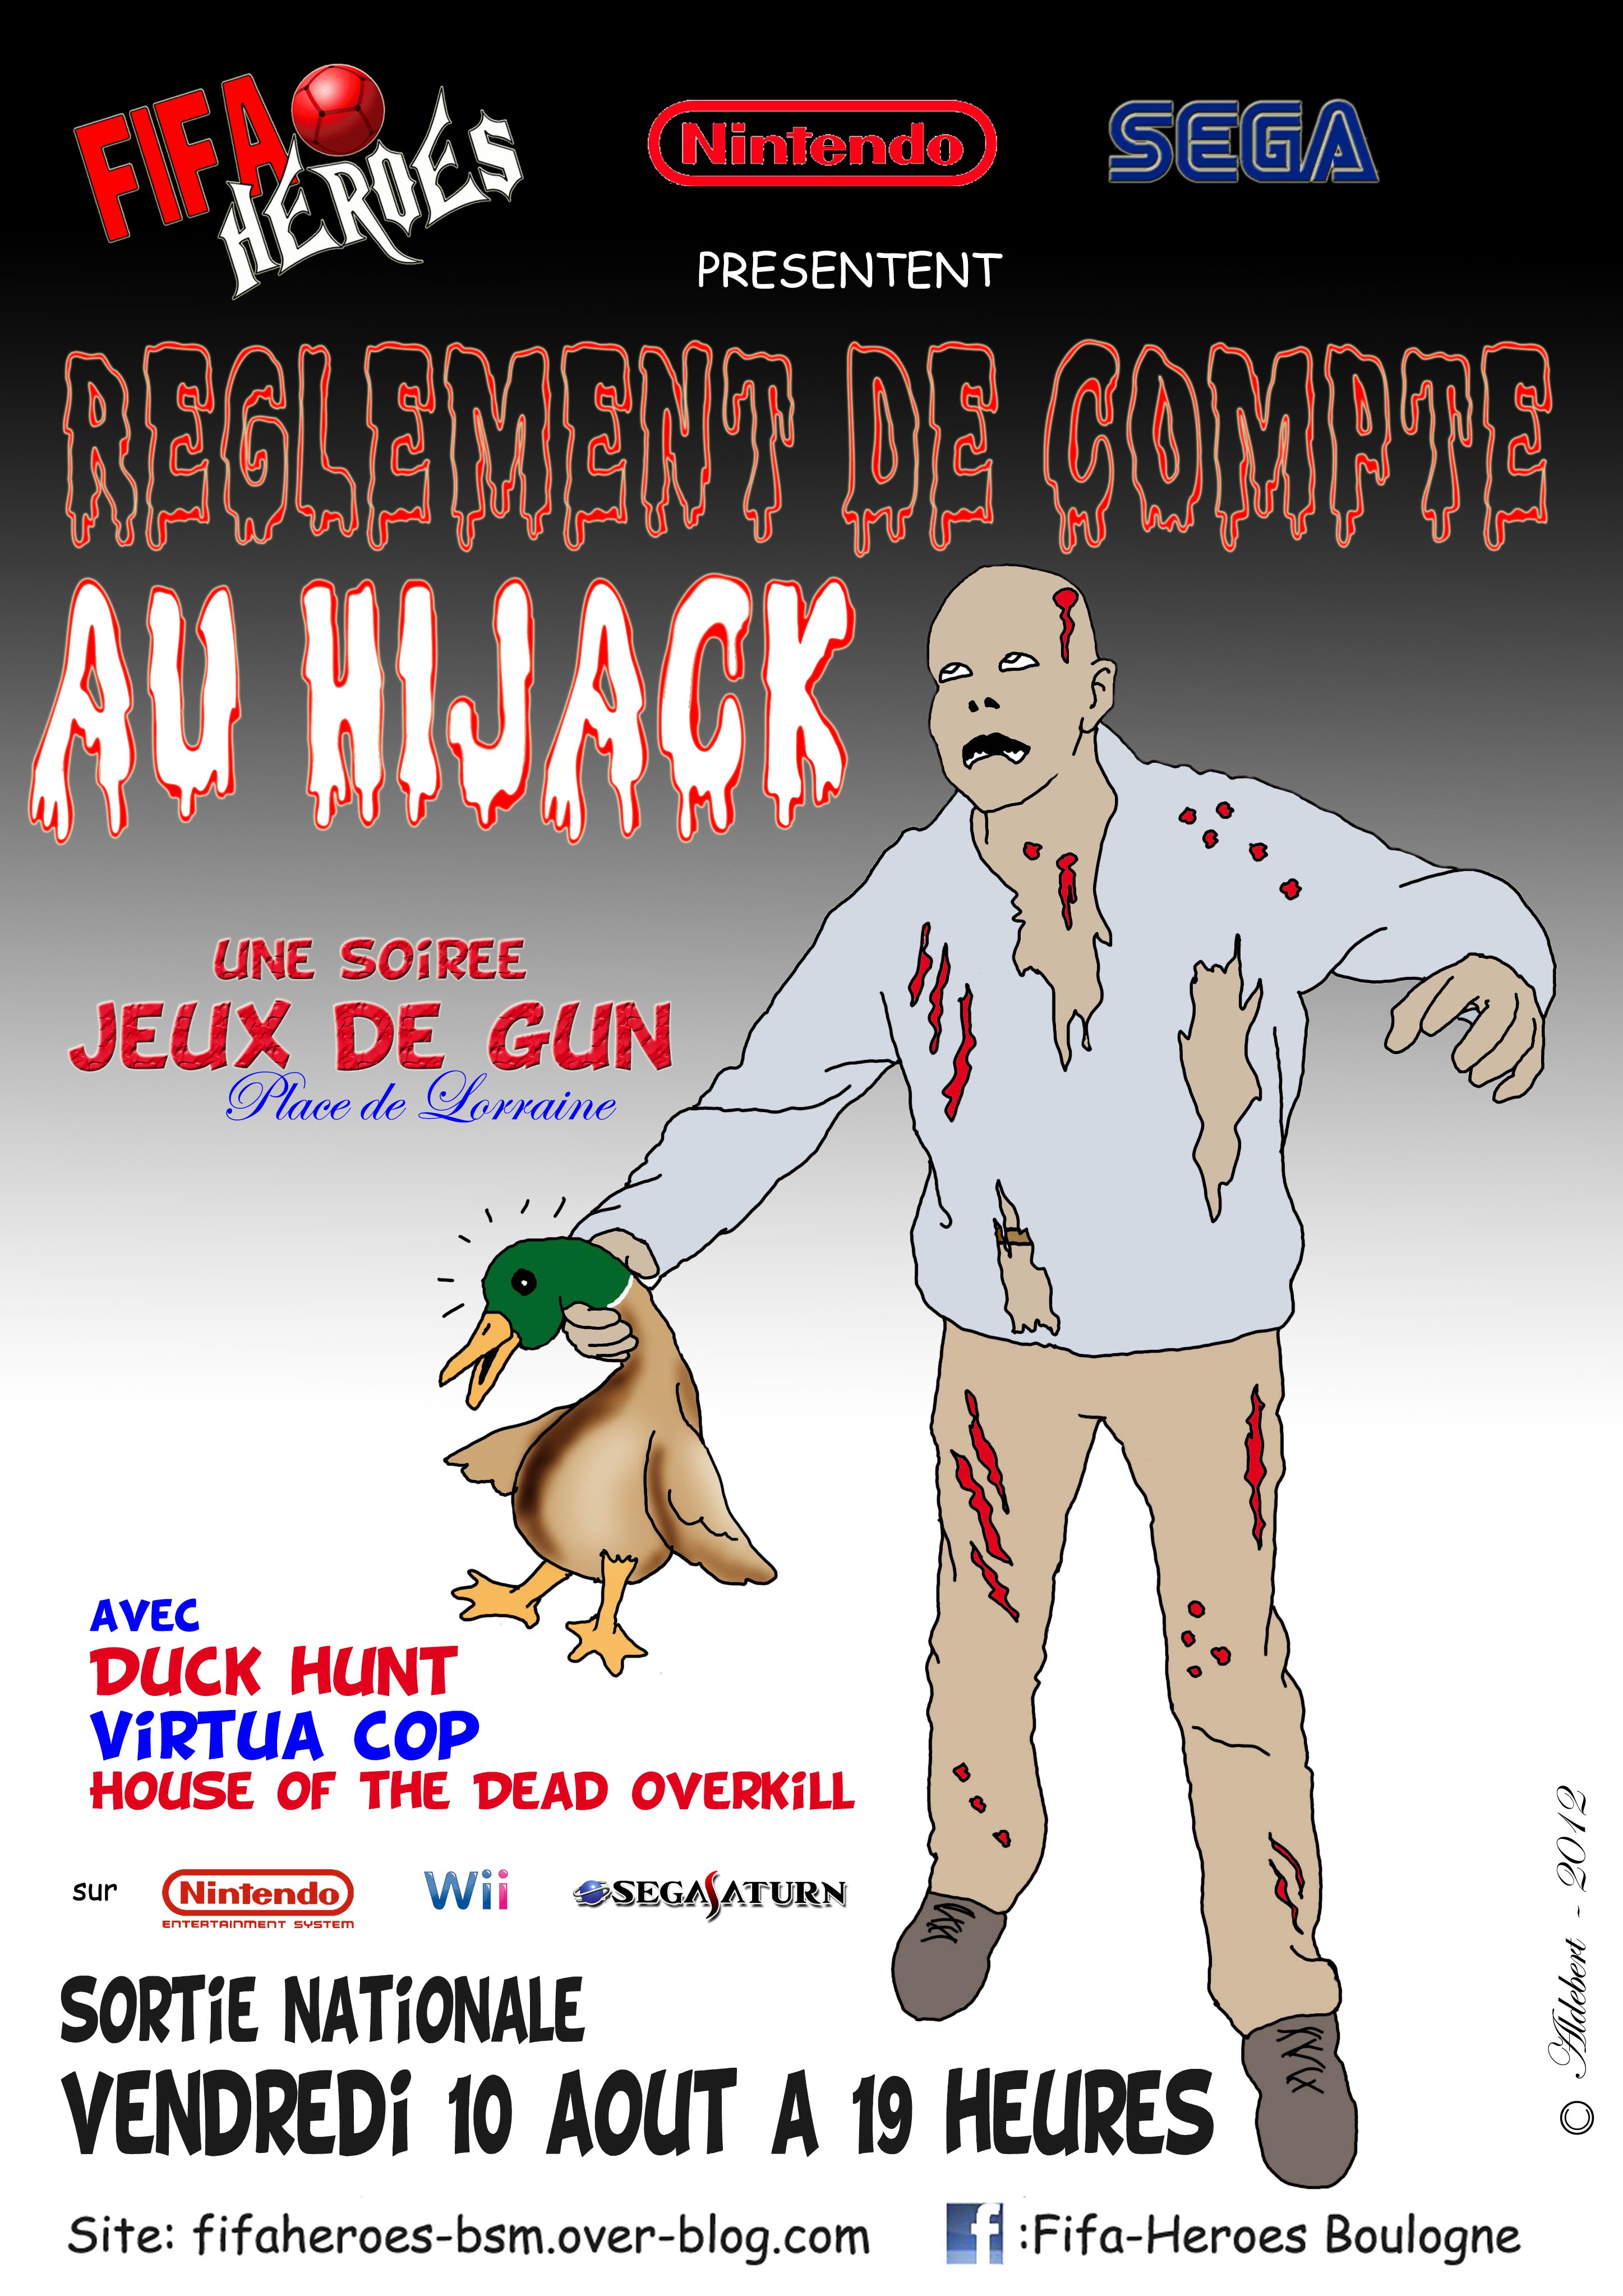 FIFA
HEROES
Nintendo
SEGA
PRESENTENT
REGLEMENT DE COMPTE
AU HIJACK
UNE SOiREE
JEUX DE GUN
Place de Lorraine
AVEC
DUCK HUNT
ViRTUA COP
HOUSE OF THE DEAD OVERKiLL
sur
Nintendo
ENTERTAINMENT SYSTEM
Wii
SEGA SATURN
SORTiE NATiONALE
VENDREDi 10 AOUT A 19 HEURES
Site: fifaheroes-bsm.over-blog.com
f :Fifa-Heroes Boulogne
© Aldebert - 2012